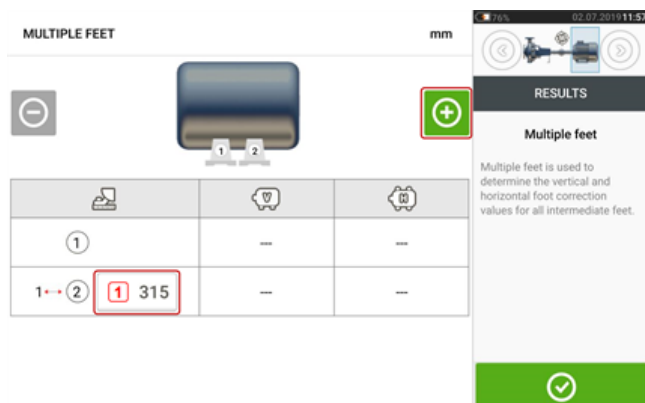 MULTIPLE FEET
mm
1 2
V H
1
--- ---
1 2 1 315
--- ---
76% 02.07.2019 11:57
RESULTS
Multiple feet
Multiple feet is used to
determine the vertical and
horizontal foot correction
values for all intermediate feet.